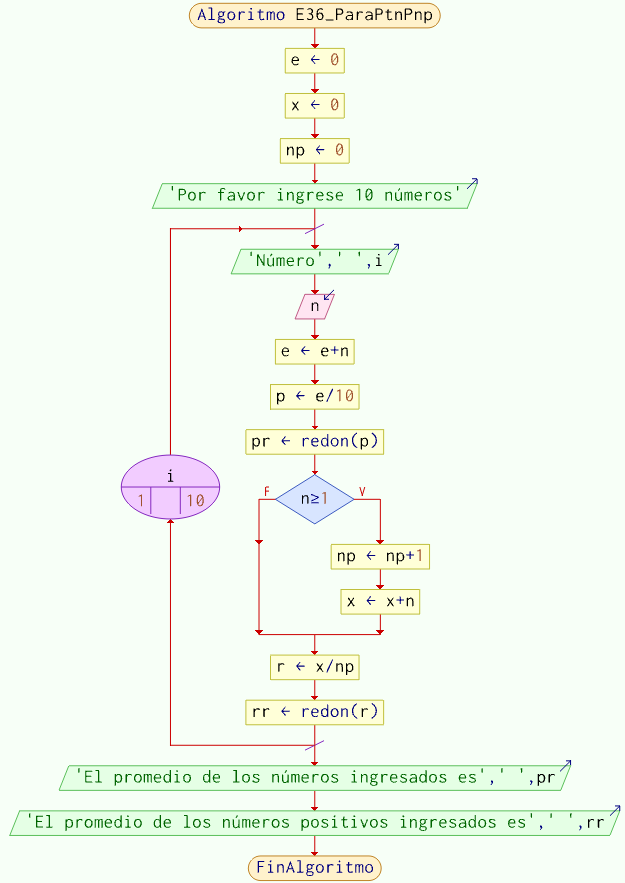 Algoritmo E36_ParaPtnPnp
e ← 0
x ← 0
np ← 0
'Por favor ingrese 10 números'
'Número',' ',i
n
e ← e+n
p ← e/10
pr ← redon(p)
i
1 10
F
n≥1
V
np ← np+1
x ← x+n
r ← x/np
rr ← redon(r)
'El promedio de los números ingresados es',' ',pr
'El promedio de los números positivos ingresados es',' ',rr
FinAlgoritmo